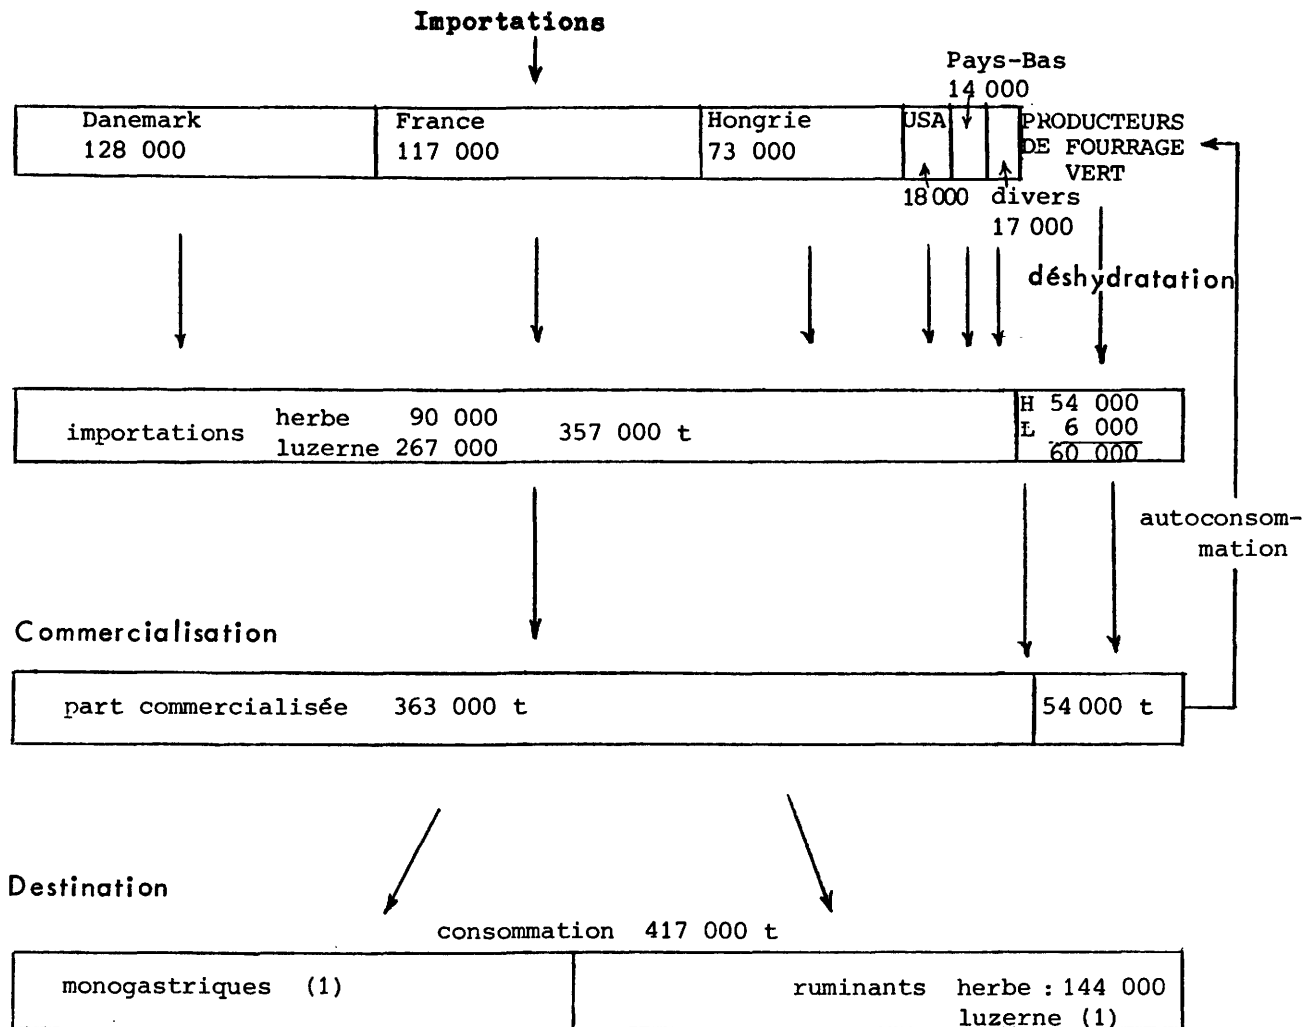 Importations
Pays-Bas
14 000
Danemark
128 000
France
117 000
Hongrie
73 000
USA
18 000
divers
17 000
PRODUCTEURS
DE FOURRAGE
VERT
déshydratation
importations
herbe 90 000
luzerne 267 000
357 000 t
H 54 000
L 6 000
60 000
autoconsom-
mation
Commercialisation
part commercialisée 363 000 t
54 000 t
Destination
consommation 417 000 t
monogastriques (1)
ruminants herbe : 144 000
luzerne (1)